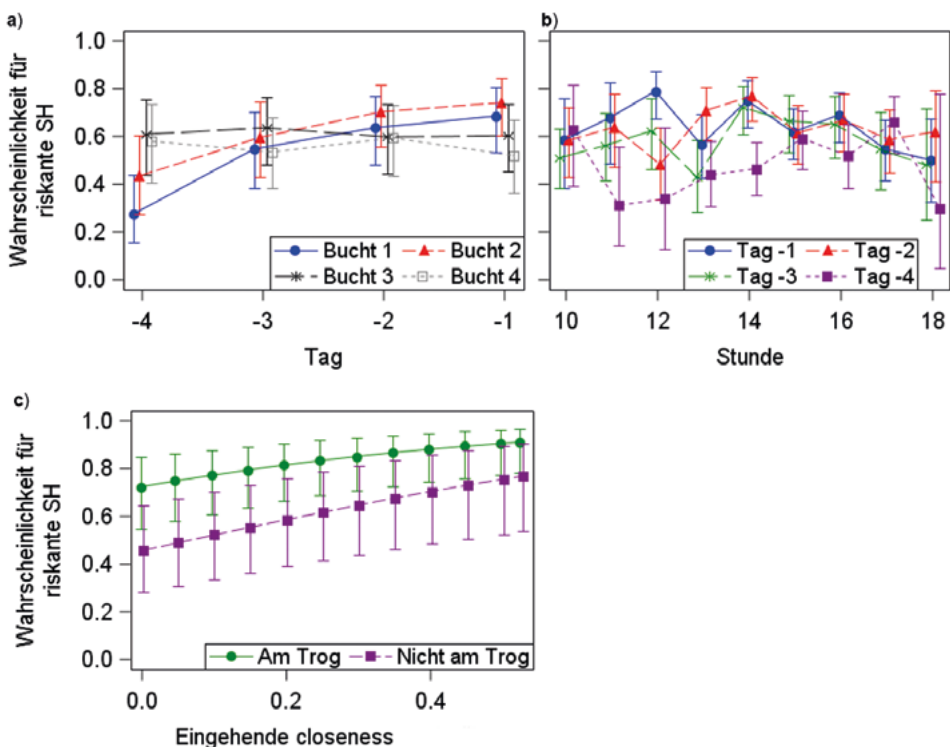 a)
Wahrscheinlichkeit für
riskante SH
1.0
0.8
0.6
0.4
0.2
0.0
Bucht 1 Bucht 2
Bucht 3 Bucht 4
-4 -3 -2 -1
Tag
b)
Tag -1 Tag -2
Tag -3 Tag -4
10 12 14 16 18
Stunde
c)
Wahrscheinlichkeit für
riskante SH
1.0
0.8
0.6
0.4
0.2
0.0
Am Trog Nicht am Trog
0.0 0.2 0.4
Eingehende closeness